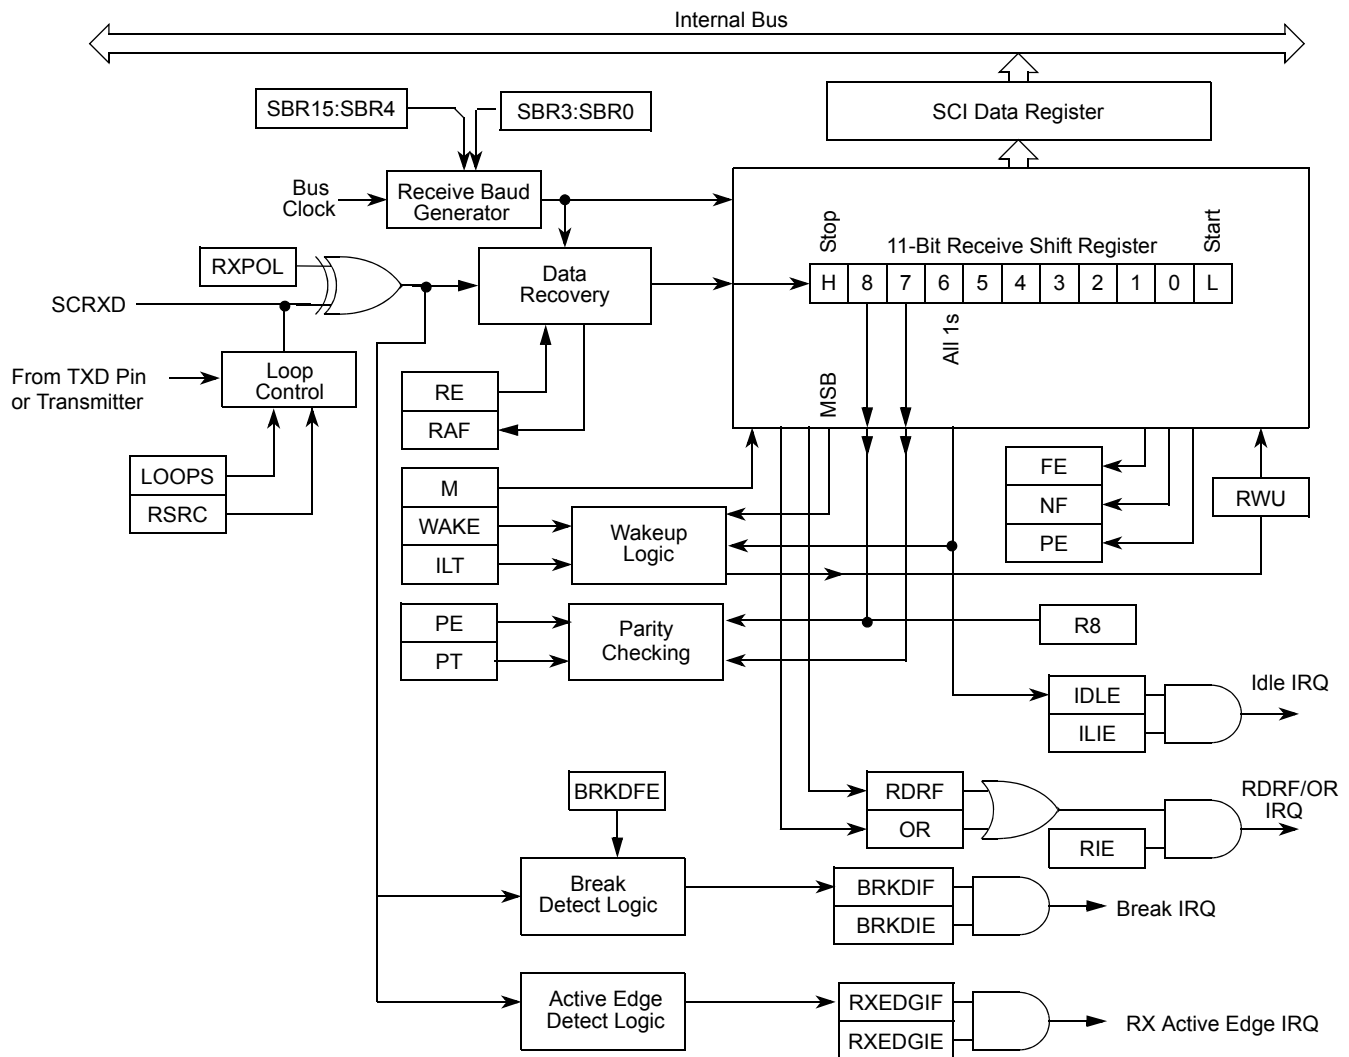 Internal Bus
SBR15:SBR4
SBR3:SBR0
SCI Data Register
Bus
Clock
Receive Baud
Generator
Stop
11-Bit Receive Shift Register
Start
RXPOL
Data
Recovery
H 8 7 6 5 4 3 2 1 0 L
SCRXD
All 1s
From TXD Pin
or Transmitter
Loop
Control
RE
RAF
MSB
LOOPS
RSRC
M
WAKE
ILT
Wakeup
Logic
FE
NF
PE
RWU
PE
PT
Parity
Checking
R8
IDLE
ILIE
Idle IRQ
BRKDFE
RDRF
OR
RIE
RDRF/OR
IRQ
Break
Detect Logic
BRKDIF
BRKDIE
Break IRQ
Active Edge
Detect Logic
RXEDGIF
RXEDGIE
RX Active Edge IRQ